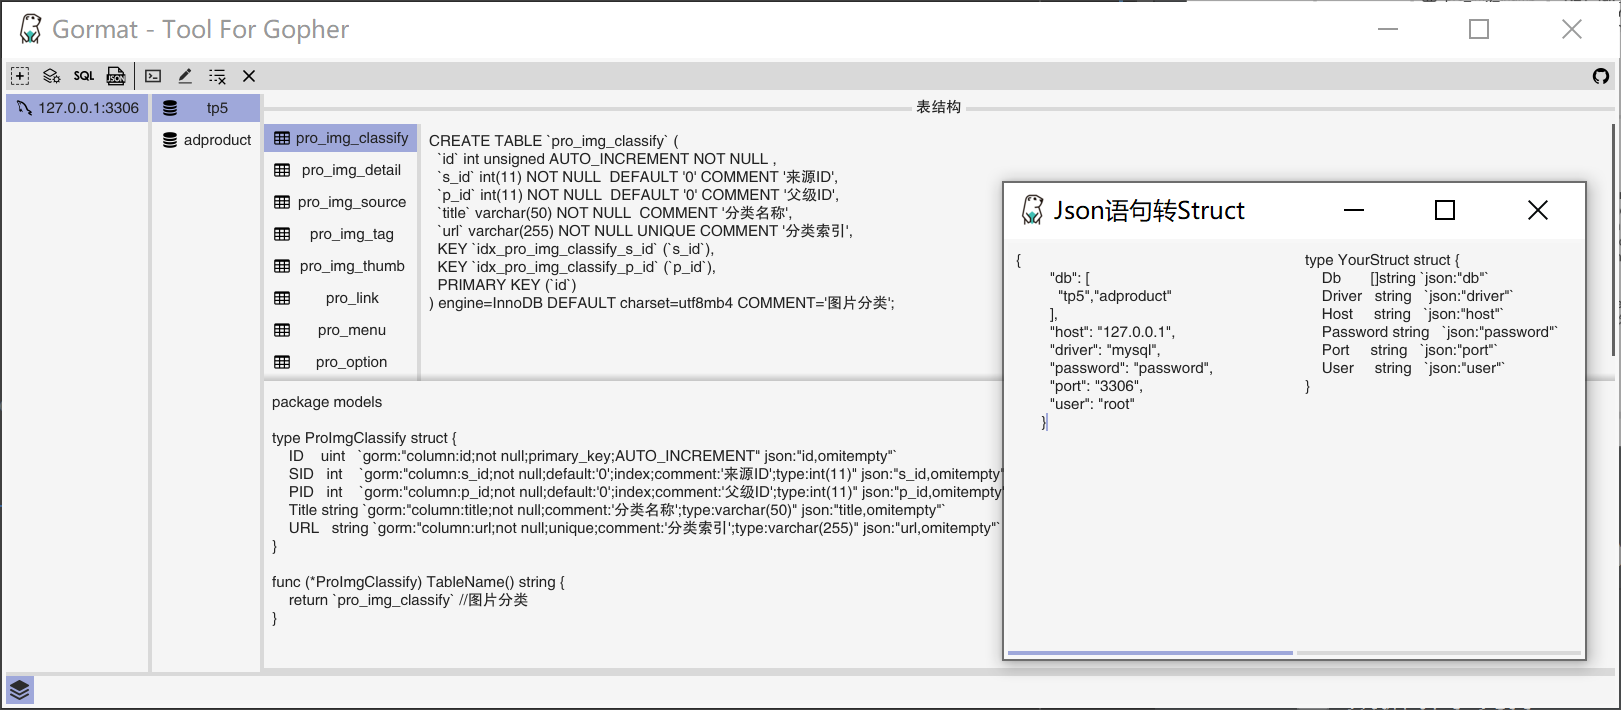 Gormat - Tool For Gopher
SQL JSON
127.0.0.1:3306
tp5
adproduct
表结构
pro_img_classify
pro_img_detail
pro_img_source
pro_img_tag
pro_img_thumb
pro_link
pro_menu
pro_option
CREATE TABLE `pro_img_classify` (
`id` int unsigned AUTO_INCREMENT NOT NULL ,
`s_id` int(11) NOT NULL  DEFAULT '0' COMMENT '来源ID',
`p_id` int(11) NOT NULL  DEFAULT '0' COMMENT '父级ID',
`title` varchar(50) NOT NULL  COMMENT '分类名称',
`url` varchar(255) NOT NULL UNIQUE COMMENT '分类索引',
KEY `idx_pro_img_classify_s_id` (`s_id`),
KEY `idx_pro_img_classify_p_id` (`p_id`),
PRIMARY KEY (`id`)
) engine=InnoDB DEFAULT charset=utf8mb4 COMMENT='图片分类';
package models
type ProImgClassify struct {
ID    uint   `gorm:"column:id;not null;primary_key;AUTO_INCREMENT" json:"id,omitempty"`
SID   int    `gorm:"column:s_id;not null;default:'0';index;comment:'来源ID';type:int(11)" json:"s_id,omitempty"
PID   int    `gorm:"column:p_id;not null;default:'0';index;comment:'父级ID';type:int(11)" json:"p_id,omitempty"
Title string `gorm:"column:title;not null;comment:'分类名称';type:varchar(50)" json:"title,omitempty"`
URL   string `gorm:"column:url;not null;unique;comment:'分类索引';type:varchar(255)" json:"url,omitempty"`
}
func (*ProImgClassify) TableName() string {
return `pro_img_classify` //图片分类
}
Json语句转Struct
{
"db": [
"tp5","adproduct"
],
"host": "127.0.0.1",
"driver": "mysql",
"password": "password",
"port": "3306",
"user": "root"
}
type YourStruct struct {
Db       []string `json:"db"`
Driver   string   `json:"driver"`
Host     string   `json:"host"`
Password string   `json:"password"`
Port     string   `json:"port"`
User     string   `json:"user"`
}